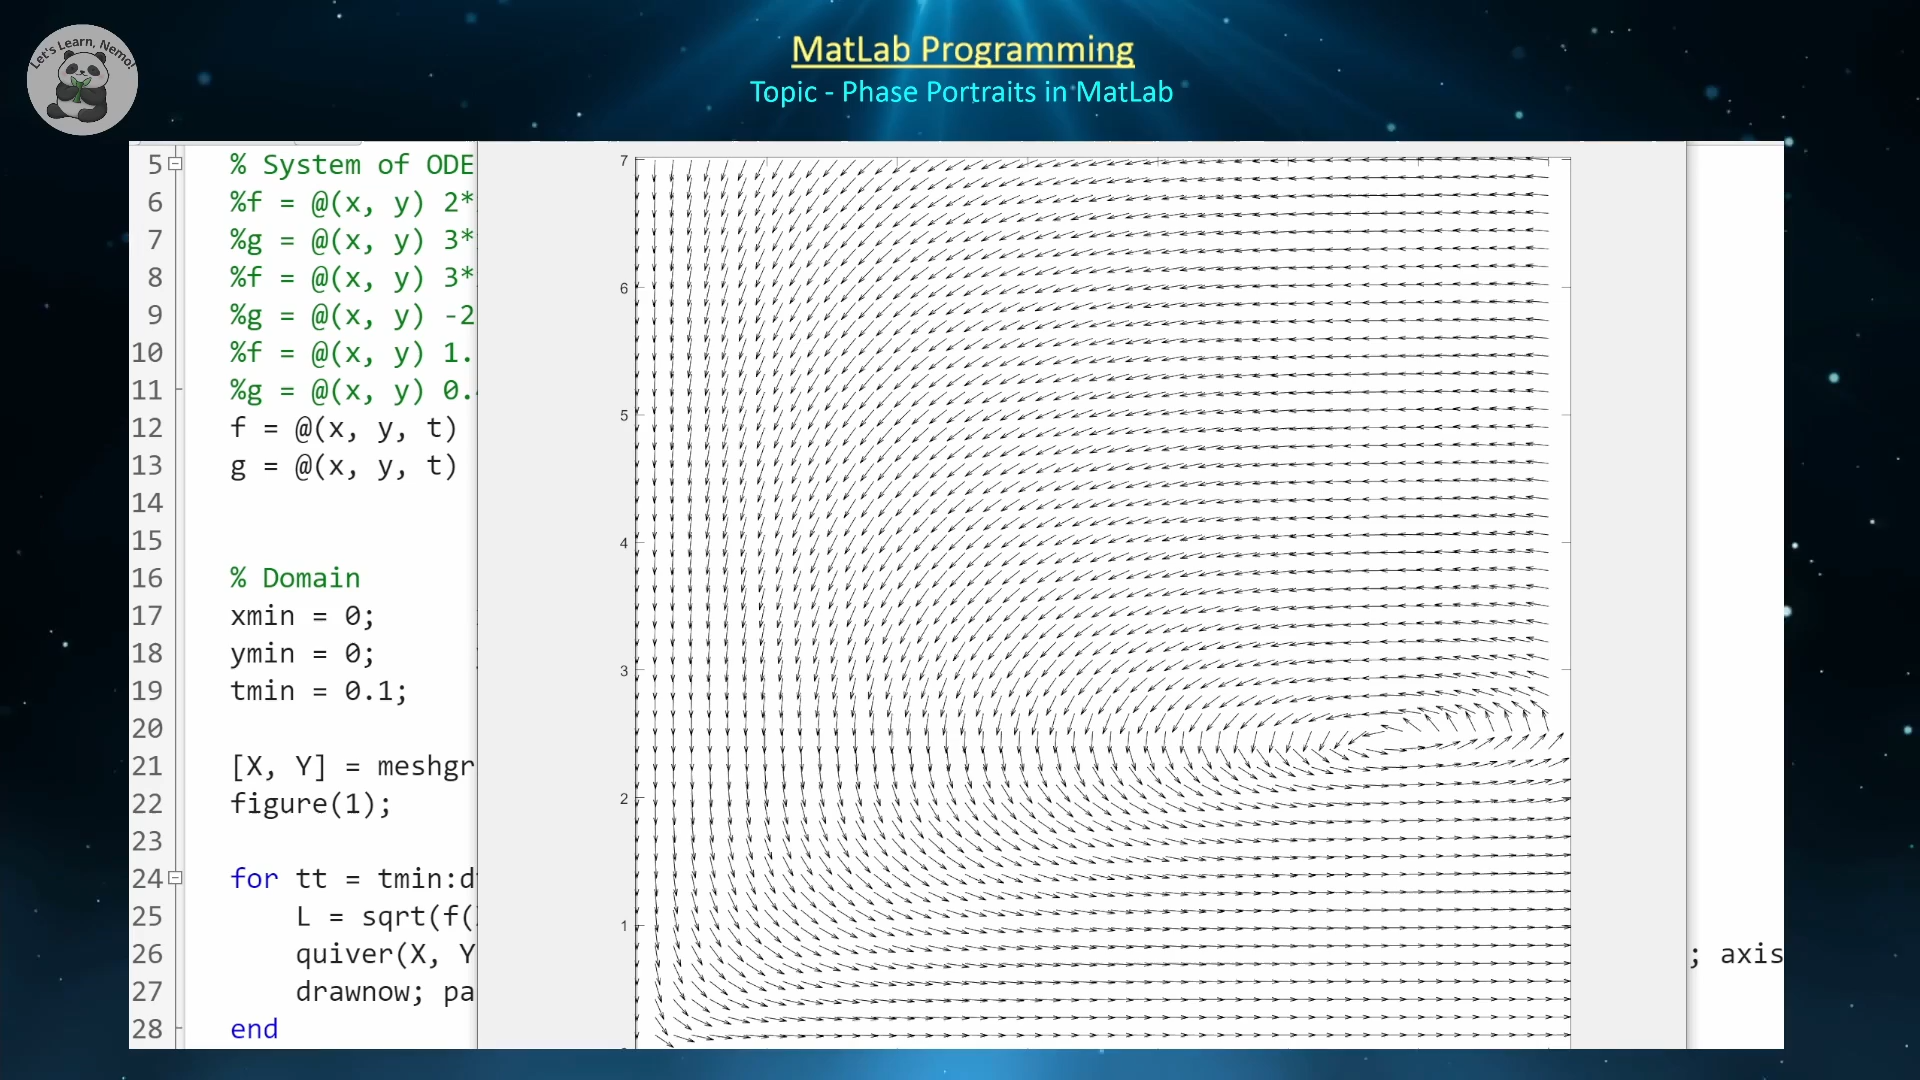 Let's Learn, Nemo!
MatLab Programming
Topic - Phase Portraits in MatLab
5 % System of ODE
6 %f = @(x, y) 2*
7 %g = @(x, y) 3*
8 %f = @(x, y) 3*
9 %g = @(x, y) -2
10 %f = @(x, y) 1.
11 %g = @(x, y) 0.
12 f = @(x, y, t)
13 g = @(x, y, t)
14
15
16 % Domain
17 xmin = 0;
18 ymin = 0;
19 tmin = 0.1;
20
21 [X, Y] = meshgr
22 figure(1);
23
24 for tt = tmin:d
25 L = sqrt(f(
26 quiver(X, Y ; axis
27 drawnow; pa
28 end
7
6
5
4
3
2
1